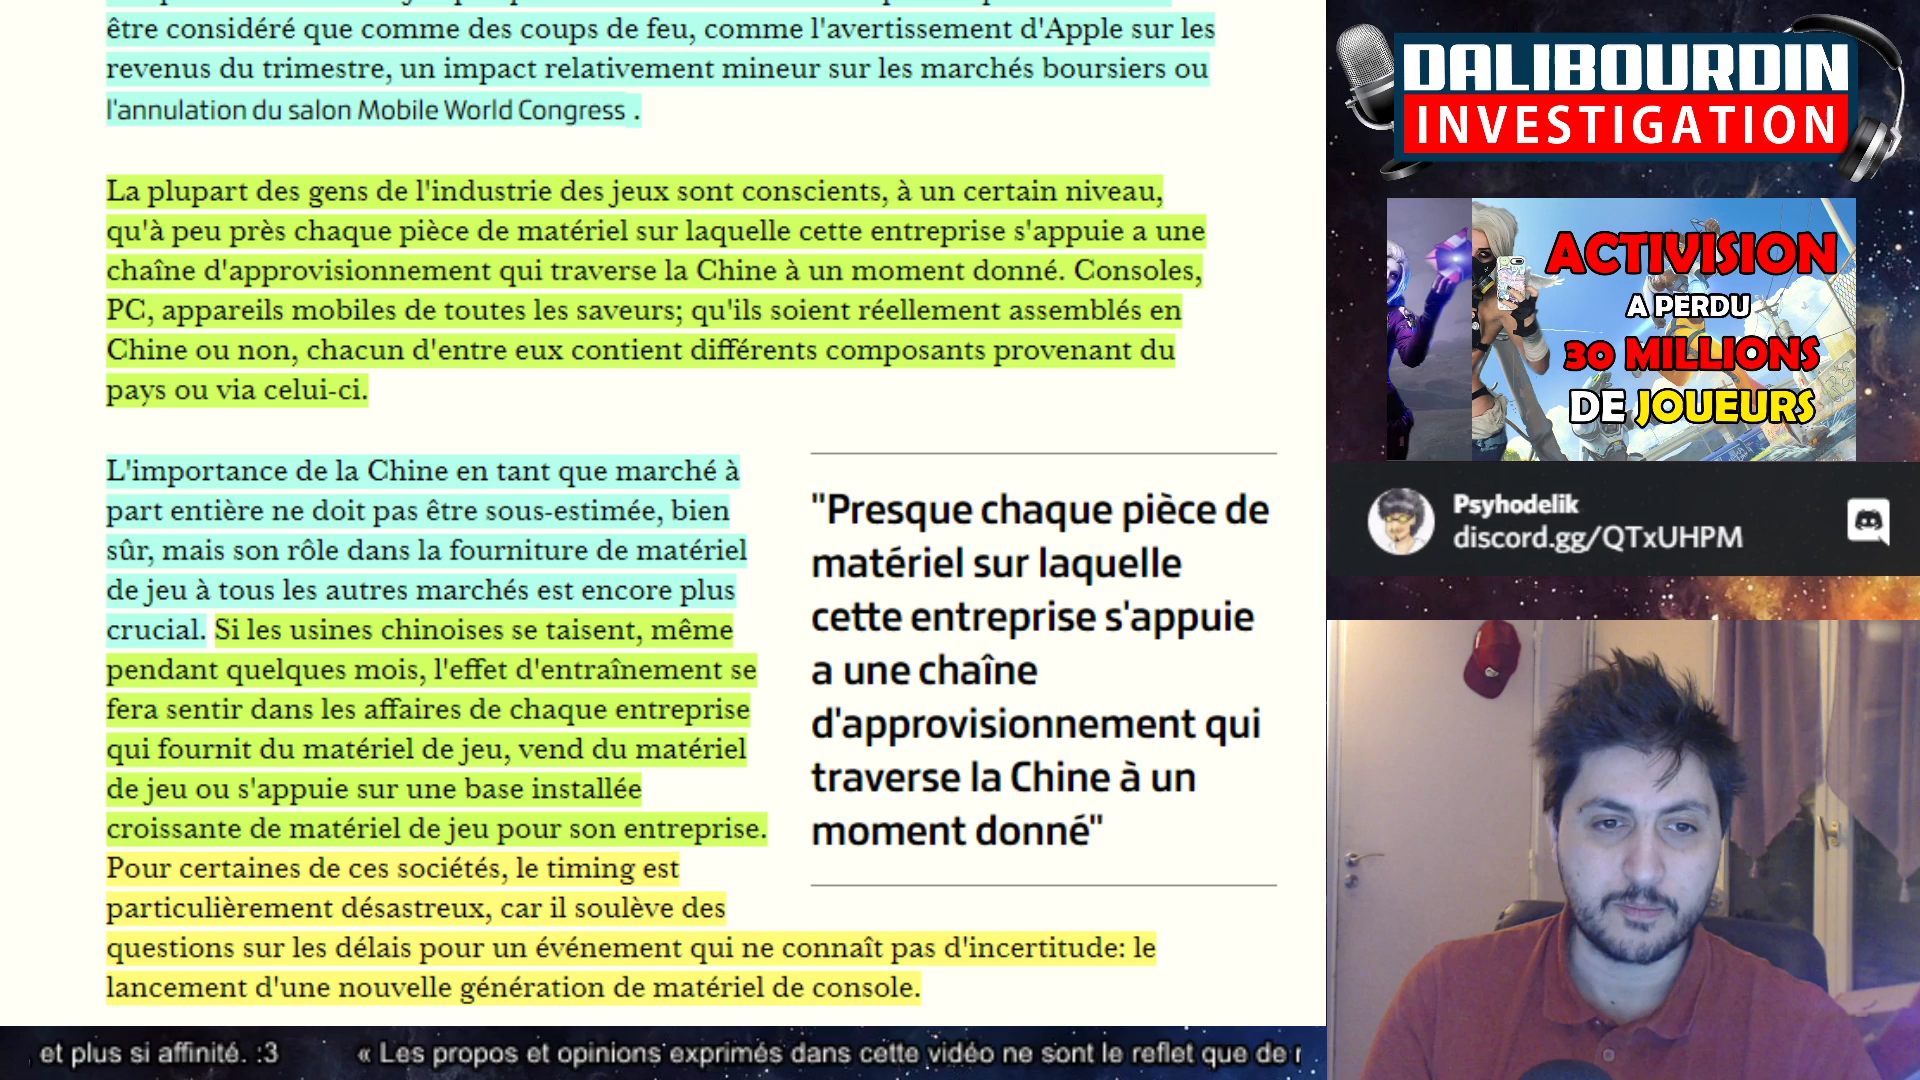 être considéré que comme des coups de feu, comme l'avertissement d'Apple sur les
revenus du trimestre, un impact relativement mineur sur les marchés boursiers ou
l'annulation du salon Mobile World Congress .
La plupart des gens de l'industrie des jeux sont conscients, à un certain niveau,
qu'à peu près chaque pièce de matériel sur laquelle cette entreprise s'appuie a une
chaîne d'approvisionnement qui traverse la Chine à un moment donné. Consoles,
PC, appareils mobiles de toutes les saveurs; qu'ils soient réellement assemblés en
Chine ou non, chacun d'entre eux contient différents composants provenant du
pays ou via celui-ci.
L'importance de la Chine en tant que marché à
part entière ne doit pas être sous-estimée, bien
sûr, mais son rôle dans la fourniture de matériel
de jeu à tous les autres marchés est encore plus
crucial. Si les usines chinoises se taisent, même
pendant quelques mois, l'effet d'entraînement se
fera sentir dans les affaires de chaque entreprise
qui fournit du matériel de jeu, vend du matériel
de jeu ou s'appuie sur une base installée
croissante de matériel de jeu pour son entreprise.
Pour certaines de ces sociétés, le timing est
particulièrement désastreux, car il soulève des
questions sur les délais pour un événement qui ne connaît pas d'incertitude: le
lancement d'une nouvelle génération de matériel de console.
"Presque chaque pièce de
matériel sur laquelle
cette entreprise s'appuie
a une chaîne
d'approvisionnement qui
traverse la Chine à un
moment donné"
DALIBOURDIN
INVESTIGATION
ACTIVISION
A PERDU
30 MILLIONS
DE JOUEURS
Psyhodelik
discord.gg/QTxUHPM
et plus si affinité. :3 « Les propos et opinions exprimés dans cette vidéo ne sont le reflet que de